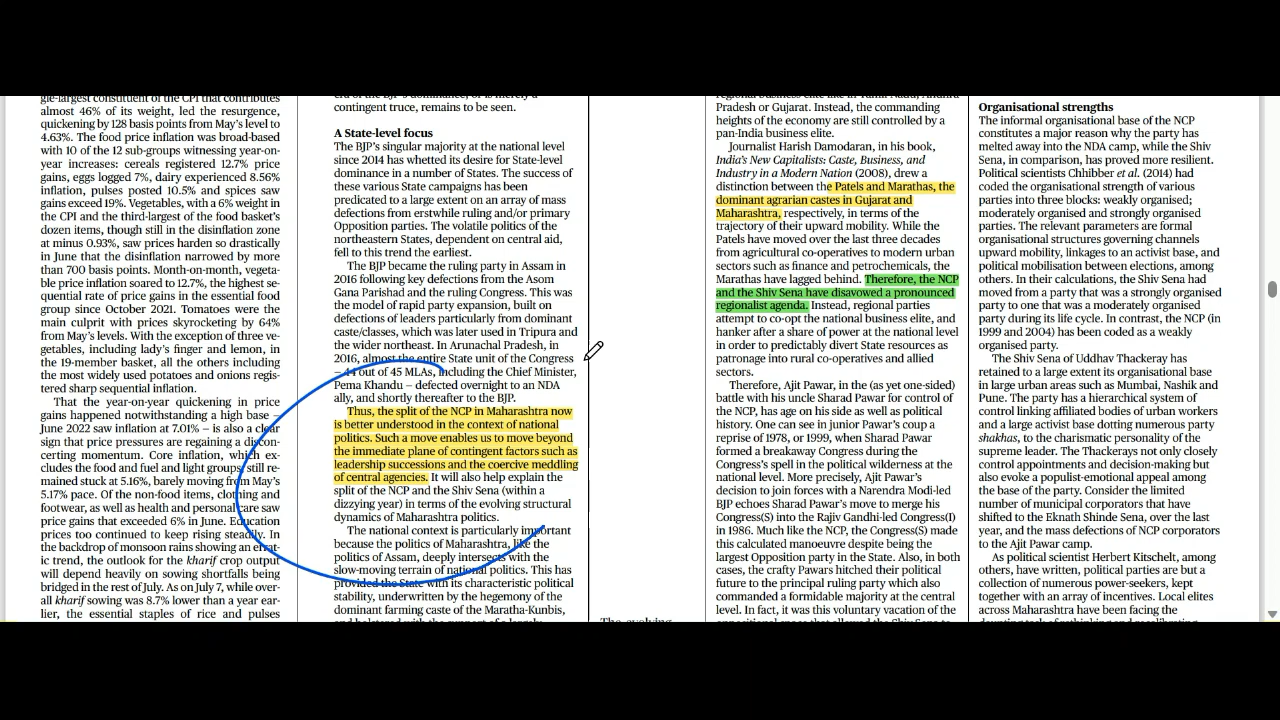 gle-largest constituent of the CPI that contributes
almost 46% of its weight, led the resurgence,
quickening by 128 basis points from May's level to
4.63%. The food price inflation was broad-based
with 10 of the 12 sub-groups witnessing year-on-
year increases: cereals registered 12.7% price
gains, eggs logged 7%, dairy experienced 8.56%
inflation, pulses posted 10.5% and spices saw
gains exceed 19%. Vegetables, with a 6% weight in
the CPI and the third-largest of the food basket's
dozen items, though still in the disinflation zone
at minus 0.93%, saw prices harden so drastically
in June that the disinflation narrowed by more
than 700 basis points. Month-on-month, vegeta-
ble price inflation soared to 12.7%, the highest se-
quential rate of price gains in the essential food
group since October 2021. Tomatoes were the
main culprit with prices skyrocketing by 64%
from May's levels. With the exception of three ve-
getables, including lady's finger and lemon, in
the 19-member basket, all the others including
the most widely used potatoes and onions regis-
tered sharp sequential inflation.
That the year-on-year quickening in price
gains happened notwithstanding a high base –
June 2022 saw inflation at 7.01% – is also a clear
sign that price pressures are regaining a discon-
certing momentum. Core inflation, which ex-
cludes the food and fuel and light groups, still re-
mained stuck at 5.16%, barely moving from May's
5.17% pace. Of the non-food items, clothing and
footwear, as well as health and personal care saw
price gains that exceeded 6% in June. Education
prices too continued to keep rising steadily. In
the backdrop of monsoon rains showing an errat-
ic trend, the outlook for the kharif crop output
will depend heavily on sowing shortfalls being
bridged in the rest of July. As on July 7, while over-
all kharif sowing was 8.7% lower than a year ear-
lier, the essential staples of rice and pulses
era of the BJP's dominance, or is merely a
contingent truce, remains to be seen.
A State-level focus
The BJP's singular majority at the national level
since 2014 has whetted its desire for State-level
dominance in a number of States. The success of
these various State campaigns has been
predicated to a large extent on an array of mass
defections from erstwhile ruling and/or primary
Opposition parties. The volatile politics of the
northeastern States, dependent on central aid,
fell to this trend the earliest.
The BJP became the ruling party in Assam in
2016 following key defections from the Asom
Gana Parishad and the ruling Congress. This was
the model of rapid party expansion, built on
defections of leaders particularly from dominant
caste/classes, which was later used in Tripura and
the wider northeast. In Arunachal Pradesh, in
2016, almost the entire State unit of the Congress
– 44 out of 45 MLAs, including the Chief Minister,
Pema Khandu – defected overnight to an NDA
ally, and shortly thereafter to the BJP.
Thus, the split of the NCP in Maharashtra now
is better understood in the context of national
politics. Such a move enables us to move beyond
the immediate plane of contingent factors such as
leadership successions and the coercive meddling
of central agencies. It will also help explain the
split of the NCP and the Shiv Sena (within a
dizzying year) in terms of the evolving structural
dynamics of Maharashtra politics.
The national context is particularly important
because the politics of Maharashtra, like the
politics of Assam, deeply intersects with the
slow-moving terrain of national politics. This has
provided the State with its characteristic political
stability, underwritten by the hegemony of the
dominant farming caste of the Maratha-Kunbis,
The evolving
regional business elite like in Tamil Nadu, Andhra
Pradesh or Gujarat. Instead, the commanding
heights of the economy are still controlled by a
pan-India business elite.
Journalist Harish Damodaran, in his book,
India's New Capitalists: Caste, Business, and
Industry in a Modern Nation (2008), drew a
distinction between the Patels and Marathas, the
dominant agrarian castes in Gujarat and
Maharashtra, respectively, in terms of the
trajectory of their upward mobility. While the
Patels have moved over the last three decades
from agricultural co-operatives to modern urban
sectors such as finance and petrochemicals, the
Marathas have lagged behind. Therefore, the NCP
and the Shiv Sena have disavowed a pronounced
regionalist agenda. Instead, regional parties
attempt to co-opt the national business elite, and
hanker after a share of power at the national level
in order to predictably divert State resources as
patronage into rural co-operatives and allied
sectors.
Therefore, Ajit Pawar, in the (as yet one-sided)
battle with his uncle Sharad Pawar for control of
the NCP, has age on his side as well as political
history. One can see in junior Pawar's coup a
reprise of 1978, or 1999, when Sharad Pawar
formed a breakaway Congress during the
Congress's spell in the political wilderness at the
national level. More precisely, Ajit Pawar's
decision to join forces with a Narendra Modi-led
BJP echoes Sharad Pawar's move to merge his
Congress(S) into the Rajiv Gandhi-led Congress(I)
in 1986. Much like the NCP, the Congress(S) made
this calculated manoeuvre despite being the
largest Opposition party in the State. Also, in both
cases, the crafty Pawars hitched their political
future to the principal ruling party which also
commanded a formidable majority at the central
level. In fact, it was this voluntary vacation of the
Organisational strengths
The informal organisational base of the NCP
constitutes a major reason why the party has
melted away into the NDA camp, while the Shiv
Sena, in comparison, has proved more resilient.
Political scientists Chhibber et al. (2014) had
coded the organisational strength of various
parties into three blocks: weakly organised;
moderately organised and strongly organised
parties. The relevant parameters are formal
organisational structures governing channels
upward mobility, linkages to an activist base, and
political mobilisation between elections, among
others. In their calculations, the Shiv Sena had
moved from a party that was a strongly organised
party to one that was a moderately organised
party during its life cycle. In contrast, the NCP (in
1999 and 2004) has been coded as a weakly
organised party.
The Shiv Sena of Uddhav Thackeray has
retained to a large extent its organisational base
in large urban areas such as Mumbai, Nashik and
Pune. The party has a hierarchical system of
control linking affiliated bodies of urban workers
and a large activist base dotting numerous party
shakhas, to the charismatic personality of the
supreme leader. The Thackerays not only closely
control appointments and decision-making but
also evoke a populist-emotional appeal among
the base of the party. Consider the limited
number of municipal corporators that have
shifted to the Eknath Shinde Sena, over the last
year, and the mass defections of NCP corporators
to the Ajit Pawar camp.
As political scientist Herbert Kitschelt, among
others, have written, political parties are but a
collection of numerous power-seekers, kept
together with an array of incentives. Local elites
across Maharashtra have been facing the